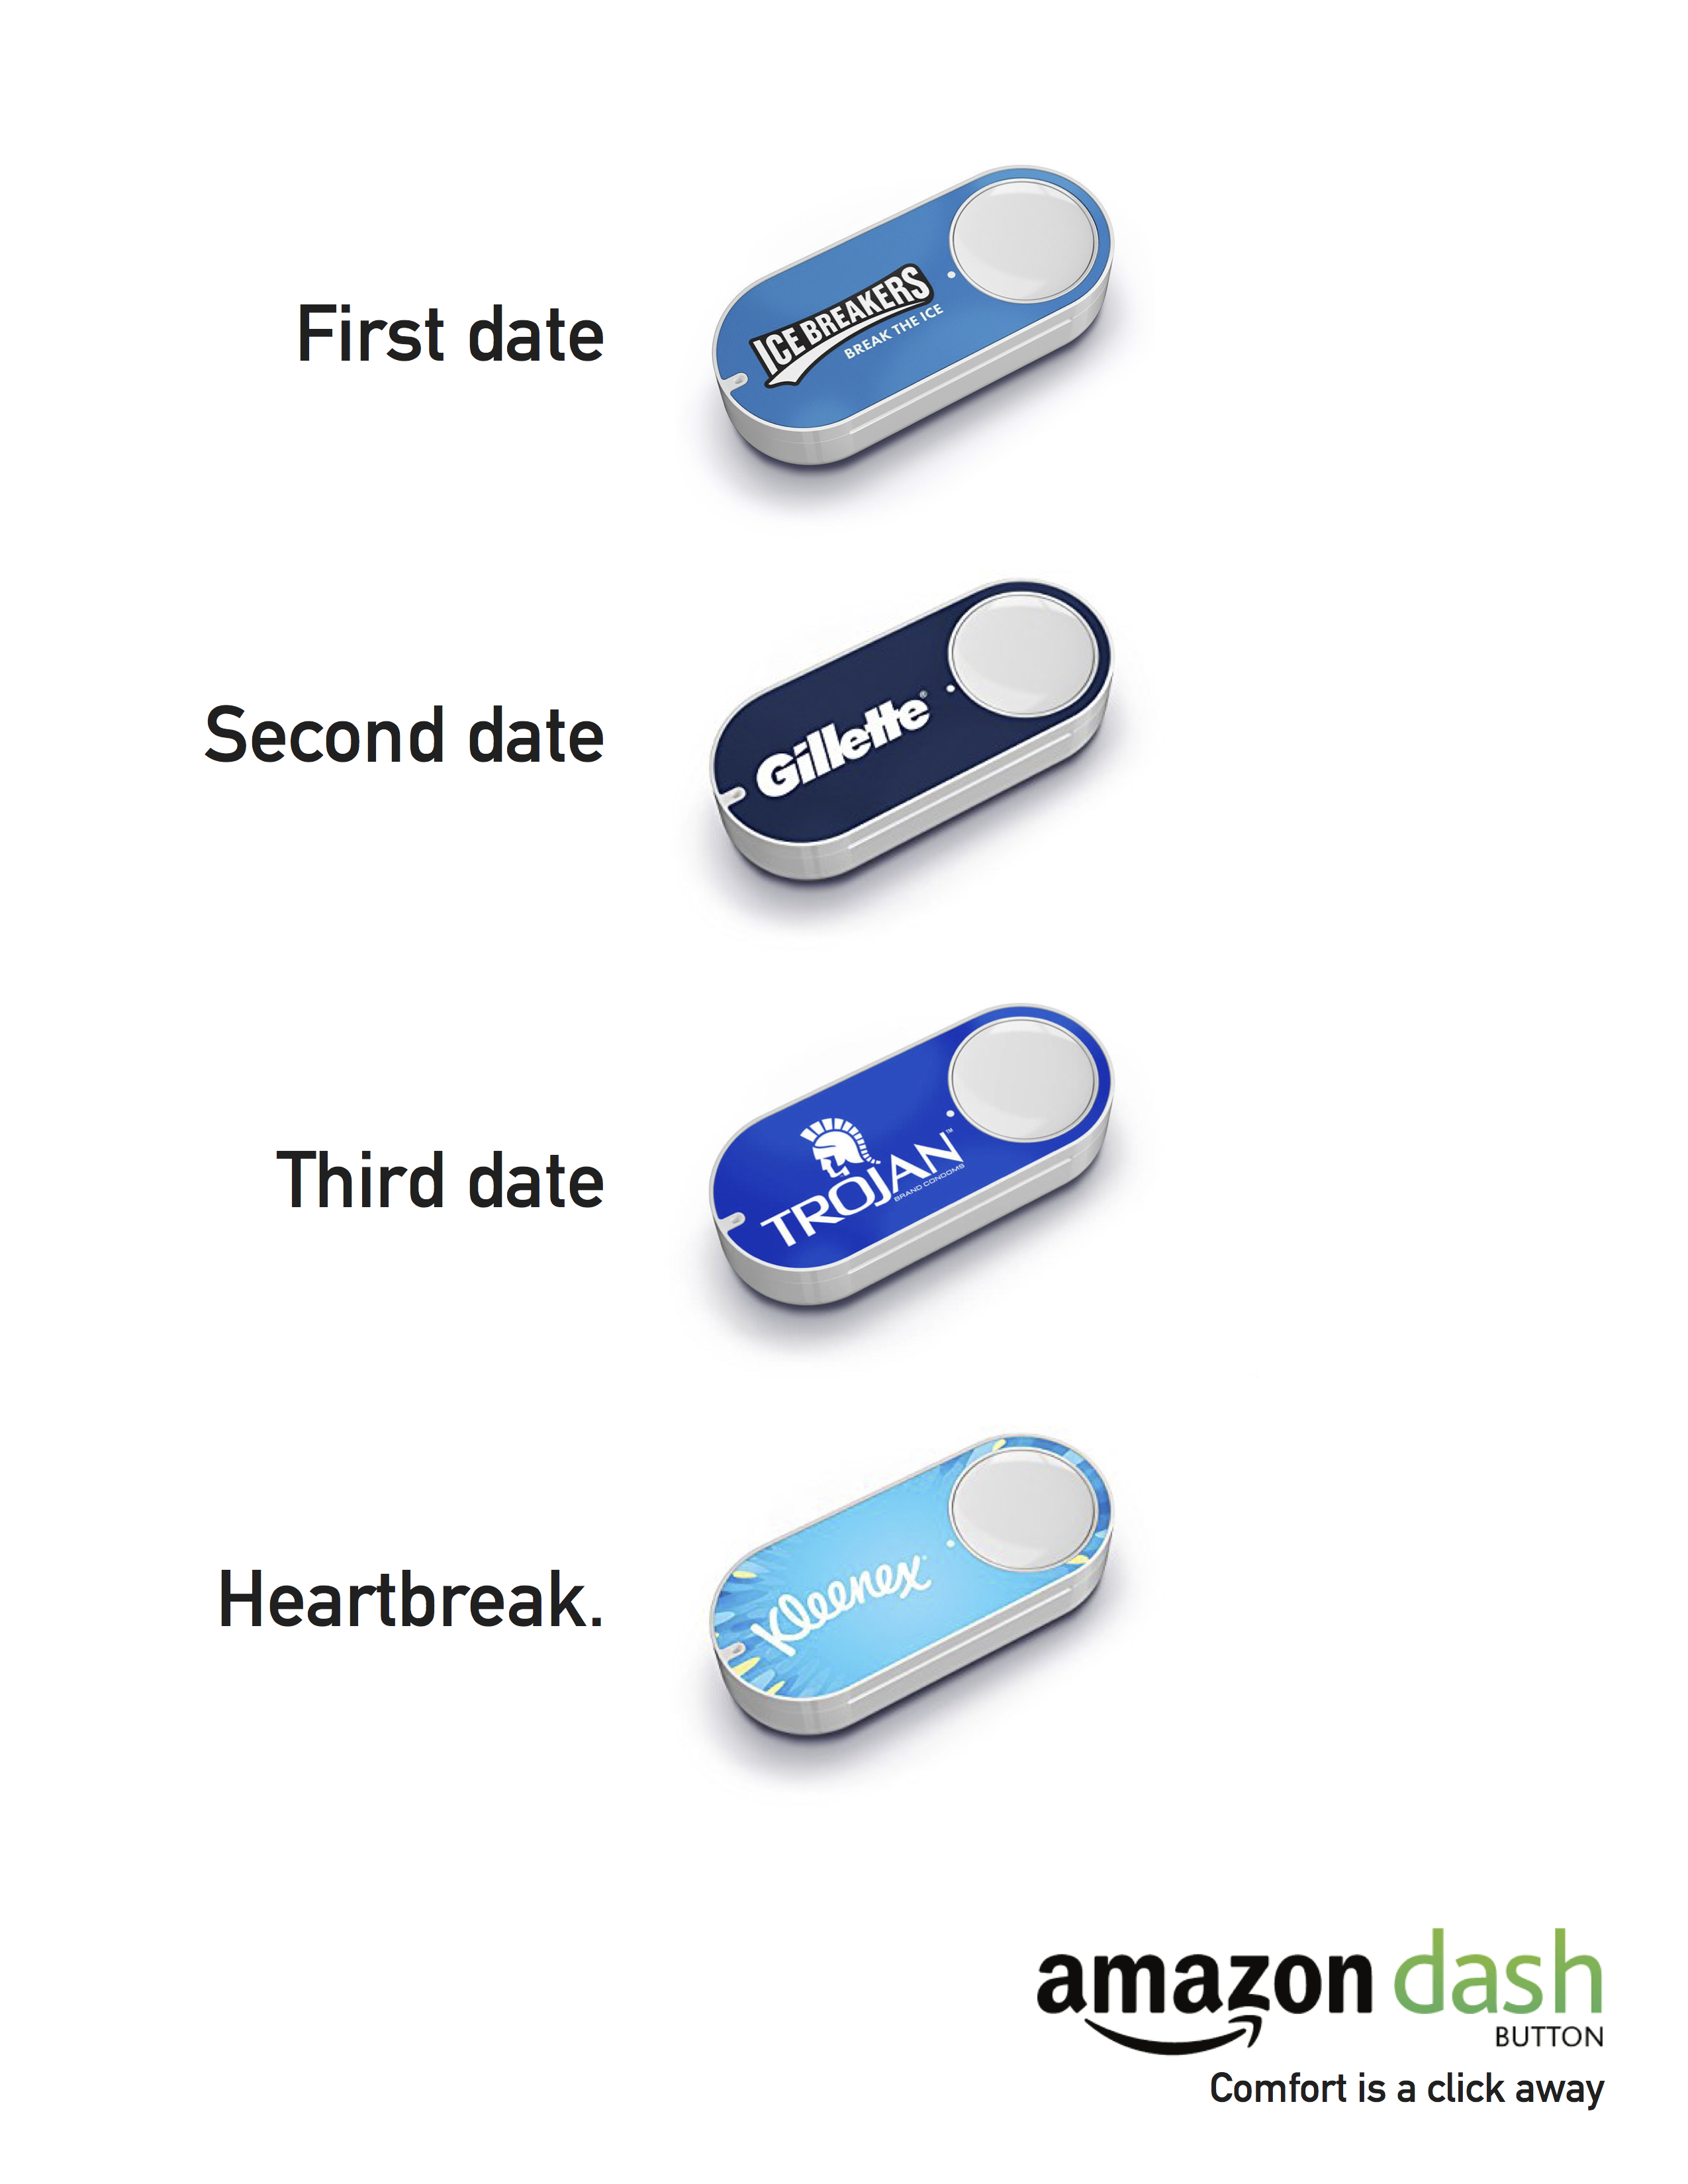 First date
ICE BREAKERS
BREAK THE ICE
Second date
Gillette®
Third date
TROJAN™
BRAND CONDOMS
Heartbreak.
Kleenex®
amazon dash
BUTTON
Comfort is a click away